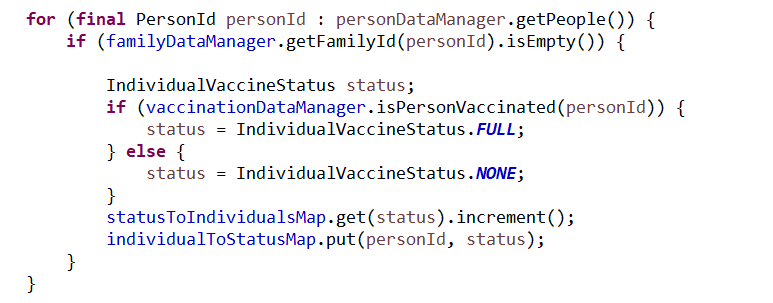 for (final PersonId personId : personDataManager.getPeople()) {
    if (familyDataManager.getFamilyId(personId).isEmpty()) {

        IndividualVaccineStatus status;
        if (vaccinationDataManager.isPersonVaccinated(personId)) {
            status = IndividualVaccineStatus.FULL;
        } else {
            status = IndividualVaccineStatus.NONE;
        }
        statusToIndividualsMap.get(status).increment();
        individualToStatusMap.put(personId, status);
    }
}